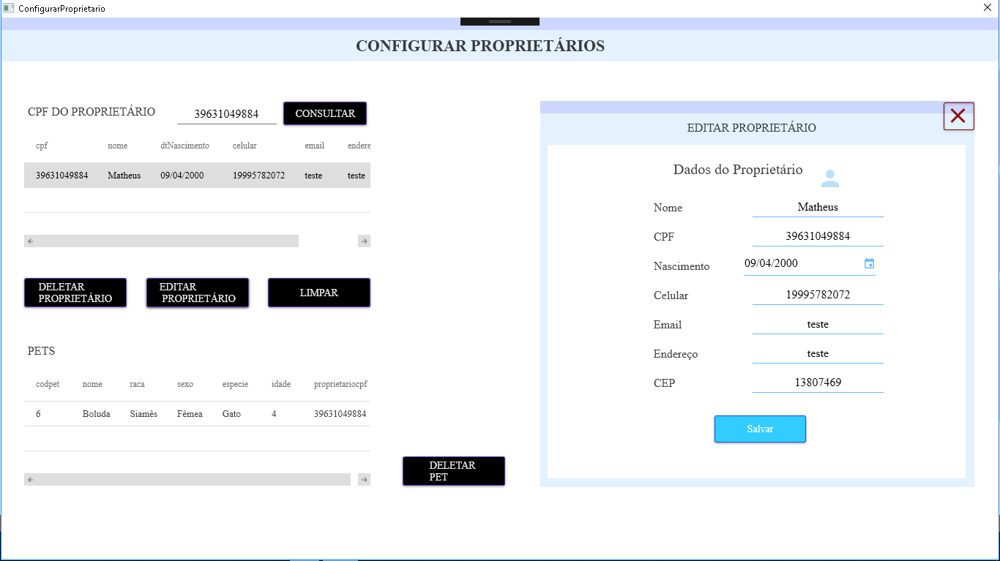 ConfigurarProprietario
CONFIGURAR PROPRIETÁRIOS
CPF DO PROPRIETÁRIO 39631049884 CONSULTAR
cpf nome dtNascimento celular email endere
39631049884 Matheus 09/04/2000 19995782072 teste teste
DELETAR
PROPRIETÁRIO
EDITAR
PROPRIETÁRIO
LIMPAR
PETS
codpet nome raca sexo especie idade proprietariocpf
6 Boluda Siamês Fêmea Gato 4 39631049884
DELETAR
PET
EDITAR PROPRIETÁRIO
Dados do Proprietário
Nome Matheus
CPF 39631049884
Nascimento 09/04/2000
Celular 19995782072
Email teste
Endereço teste
CEP 13807469
Salvar